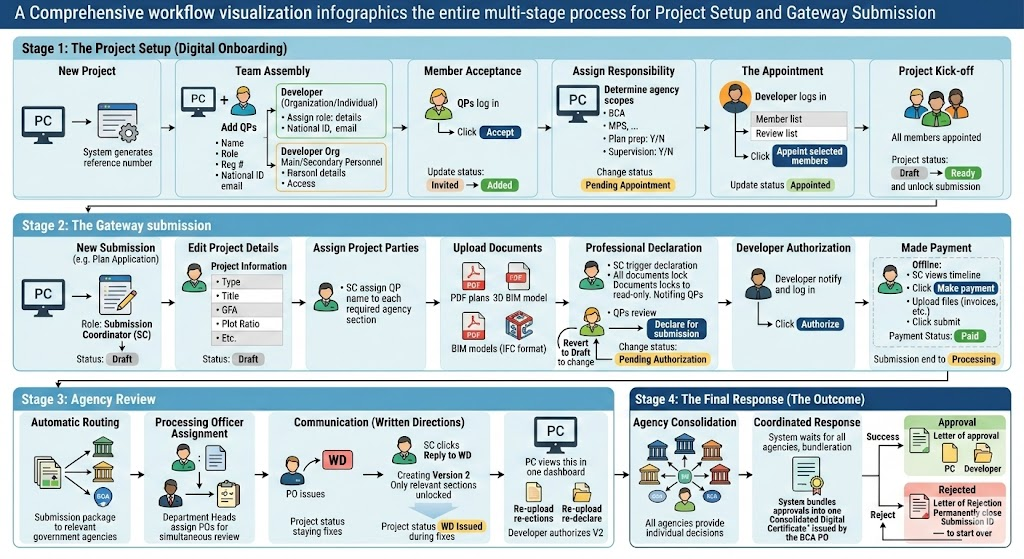 A Comprehensive workflow visualization infographics the entire multi-stage process for Project Setup and Gateway Submission
Stage 1: The Project Setup (Digital Onboarding)
New Project
PC
System generates
reference number
Team Assembly
PC
+
Add QPs
• Name
• Role
• Reg #
• National ID
email
Developer
(Organization/Individual)
• Assign role: details
• National ID, email
Developer Org
Main/Secondary Personnel
• Rarsonl details
• Access
Member Acceptance
QPs log in
Click Accept
Update status:
Invited → Added
Assign Responsibility
PC
Determine agency
scopes
• BCA
• MPS, ...
• Plan prep: Y/N
• Supervision: Y/N
Change status
Pending Appointment
The Appointment
Developer logs in
Member list
Review list
Click Appoint selected
members
Update status Appointed
Project Kick-off
All members appointed
Project status:
Draft → Ready
and unlock submission
Stage 2: The Gateway submission
New Submission
(e.g. Plan Application)
PC
Role: Submission
Coordinator (SC)
Status: Draft
Edit Project Details
Project Information
• Type
• Title
• GFA
• Plot Ratio
• Etc.
Status: Draft
Assign Project Parties
• SC assign QP
name to each
required agency
section
Upload Documents
PDF
PDF plans
PDF
3D BIM model
PDF
IFC
BIM models (IFC format)
Professional Declaration
• SC trigger declaration
• All documents lock
Documents locks to
read-only. Notifing QPs
• QPs review
Declare for
submission
Revert
to Draft
to change
Change status:
Pending Authorization
Developer Authorization
Developer notify
and log in
Click Authorize
Made Payment
Offline:
• SC views timeline
• Click Make payment
• Upload files (invoices,
etc.)
• Click submit
Payment Status: Paid
Submission end to Processing
Stage 3: Agency Review
Automatic Routing
Submission package
to relevant
government agencies
Processing Officer
Assignment
Department Heads
assign POs for
simultaneous review
Communication (Written Directions)
WD
PO issues
Project status
staying fixes
SC clicks
Reply to WD
Creating Version 2
Only relevant sections
unlocked
Project status WD Issued
during fixes
PC
PC views this in
one dashboard
Re-upload
re-ections
Re-upload
re-declare
Developer authorizes V2
Stage 4: The Final Response (The Outcome)
Agency Consolidation
All agencies provide
individual decisions
Coordinated Response
System waits for all
agencies, bundleration
System bundles
approvals into one
Consolidated Digital
Certificate* issued by
the BCA PO
Success
Reject
Approval
Letter of approval
PC
Developer
Rejected
Letter of Rejection
Permanently close
Submission ID
— to start over